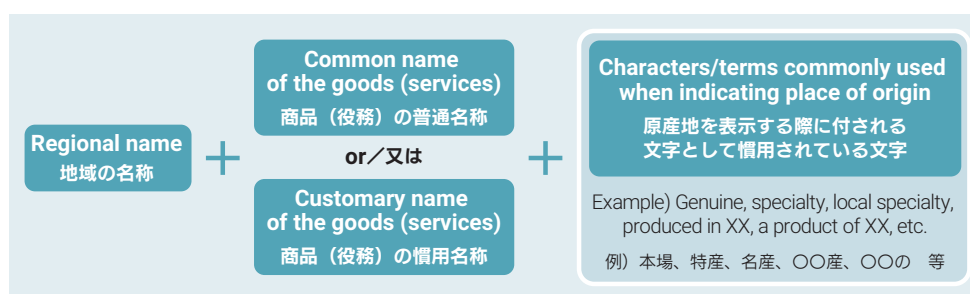 Regional name
地域の名称
+
Common name
of the goods (services)
商品（役務）の普通名称
or／又は
Customary name
of the goods (services)
商品（役務）の慣用名称
+
Characters/terms commonly used
when indicating place of origin
原産地を表示する際に付される
文字として慣用されている文字
Example) Genuine, specialty, local specialty,
produced in XX, a product of XX, etc.
例）本場、特産、名産、〇〇産、〇〇の　等